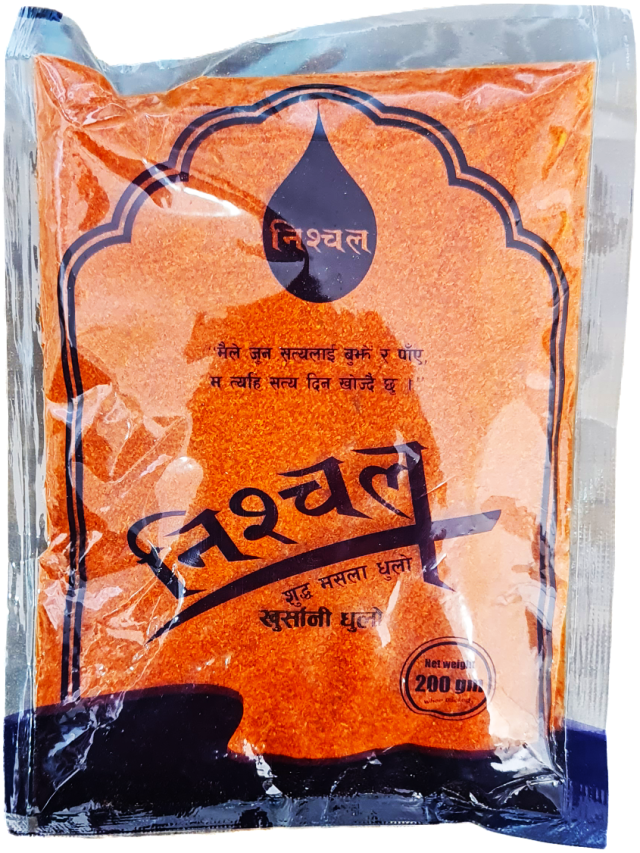 निश्चल
"मैले जून सत्यलाई बुझें र पाँए,
म त्यहि सत्य दिन खोज्दै छु ।"
निश्चल
शुद्ध मसला धुलो
खुर्सानी धुलो
Net weight
200 gm